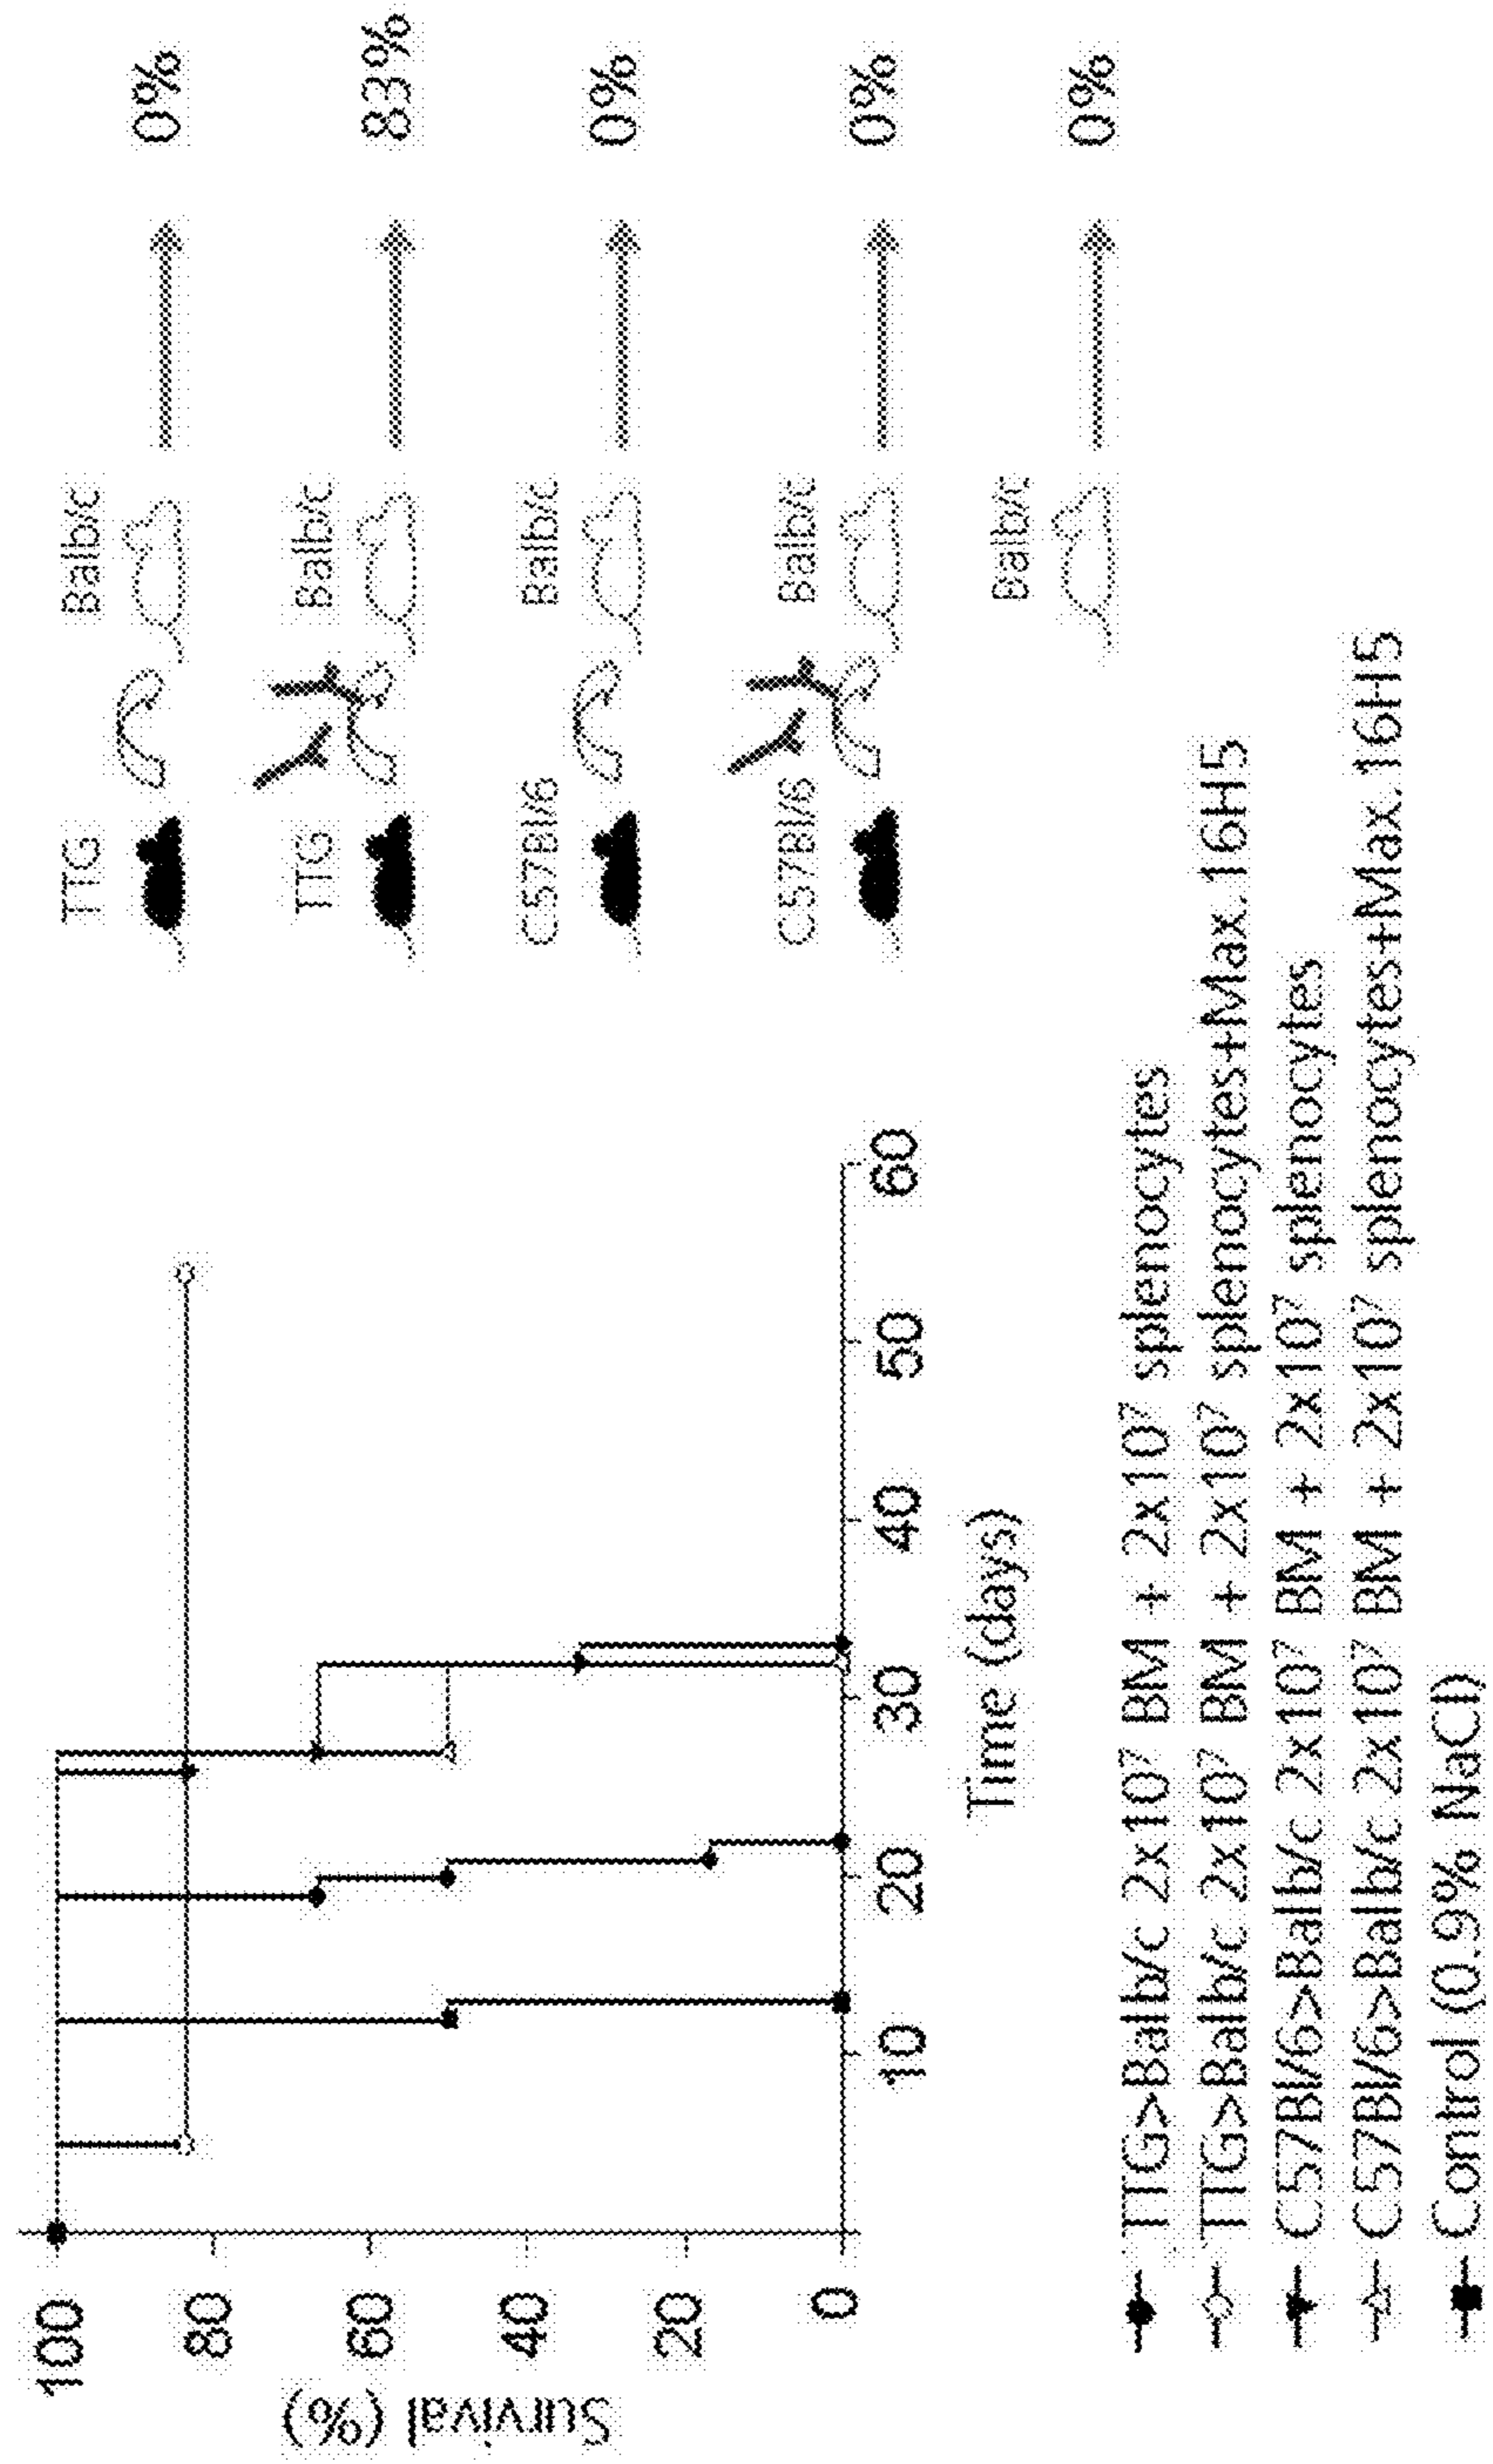 Survival (%)
100
80
60
40
20
0
10
20
30
40
50
60
Time (days)
TTG
Balb/c
0%
TTG
Balb/c
83%
C57Bl/6
Balb/c
0%
C57Bl/6
Balb/c
0%
Balb/c
0%
TTG>Balb/c 2x10⁷ BM + 2x10⁷ splenocytes
TTG>Balb/c 2x10⁷ BM + 2x10⁷ splenocytes+Max.16H5
C57Bl/6>Balb/c 2x10⁷ BM + 2x10⁷ splenocytes
C57Bl/6>Balb/c 2x10⁷ BM + 2x10⁷ splenocytes+Max.16H5
Control (0.9% NaCl)